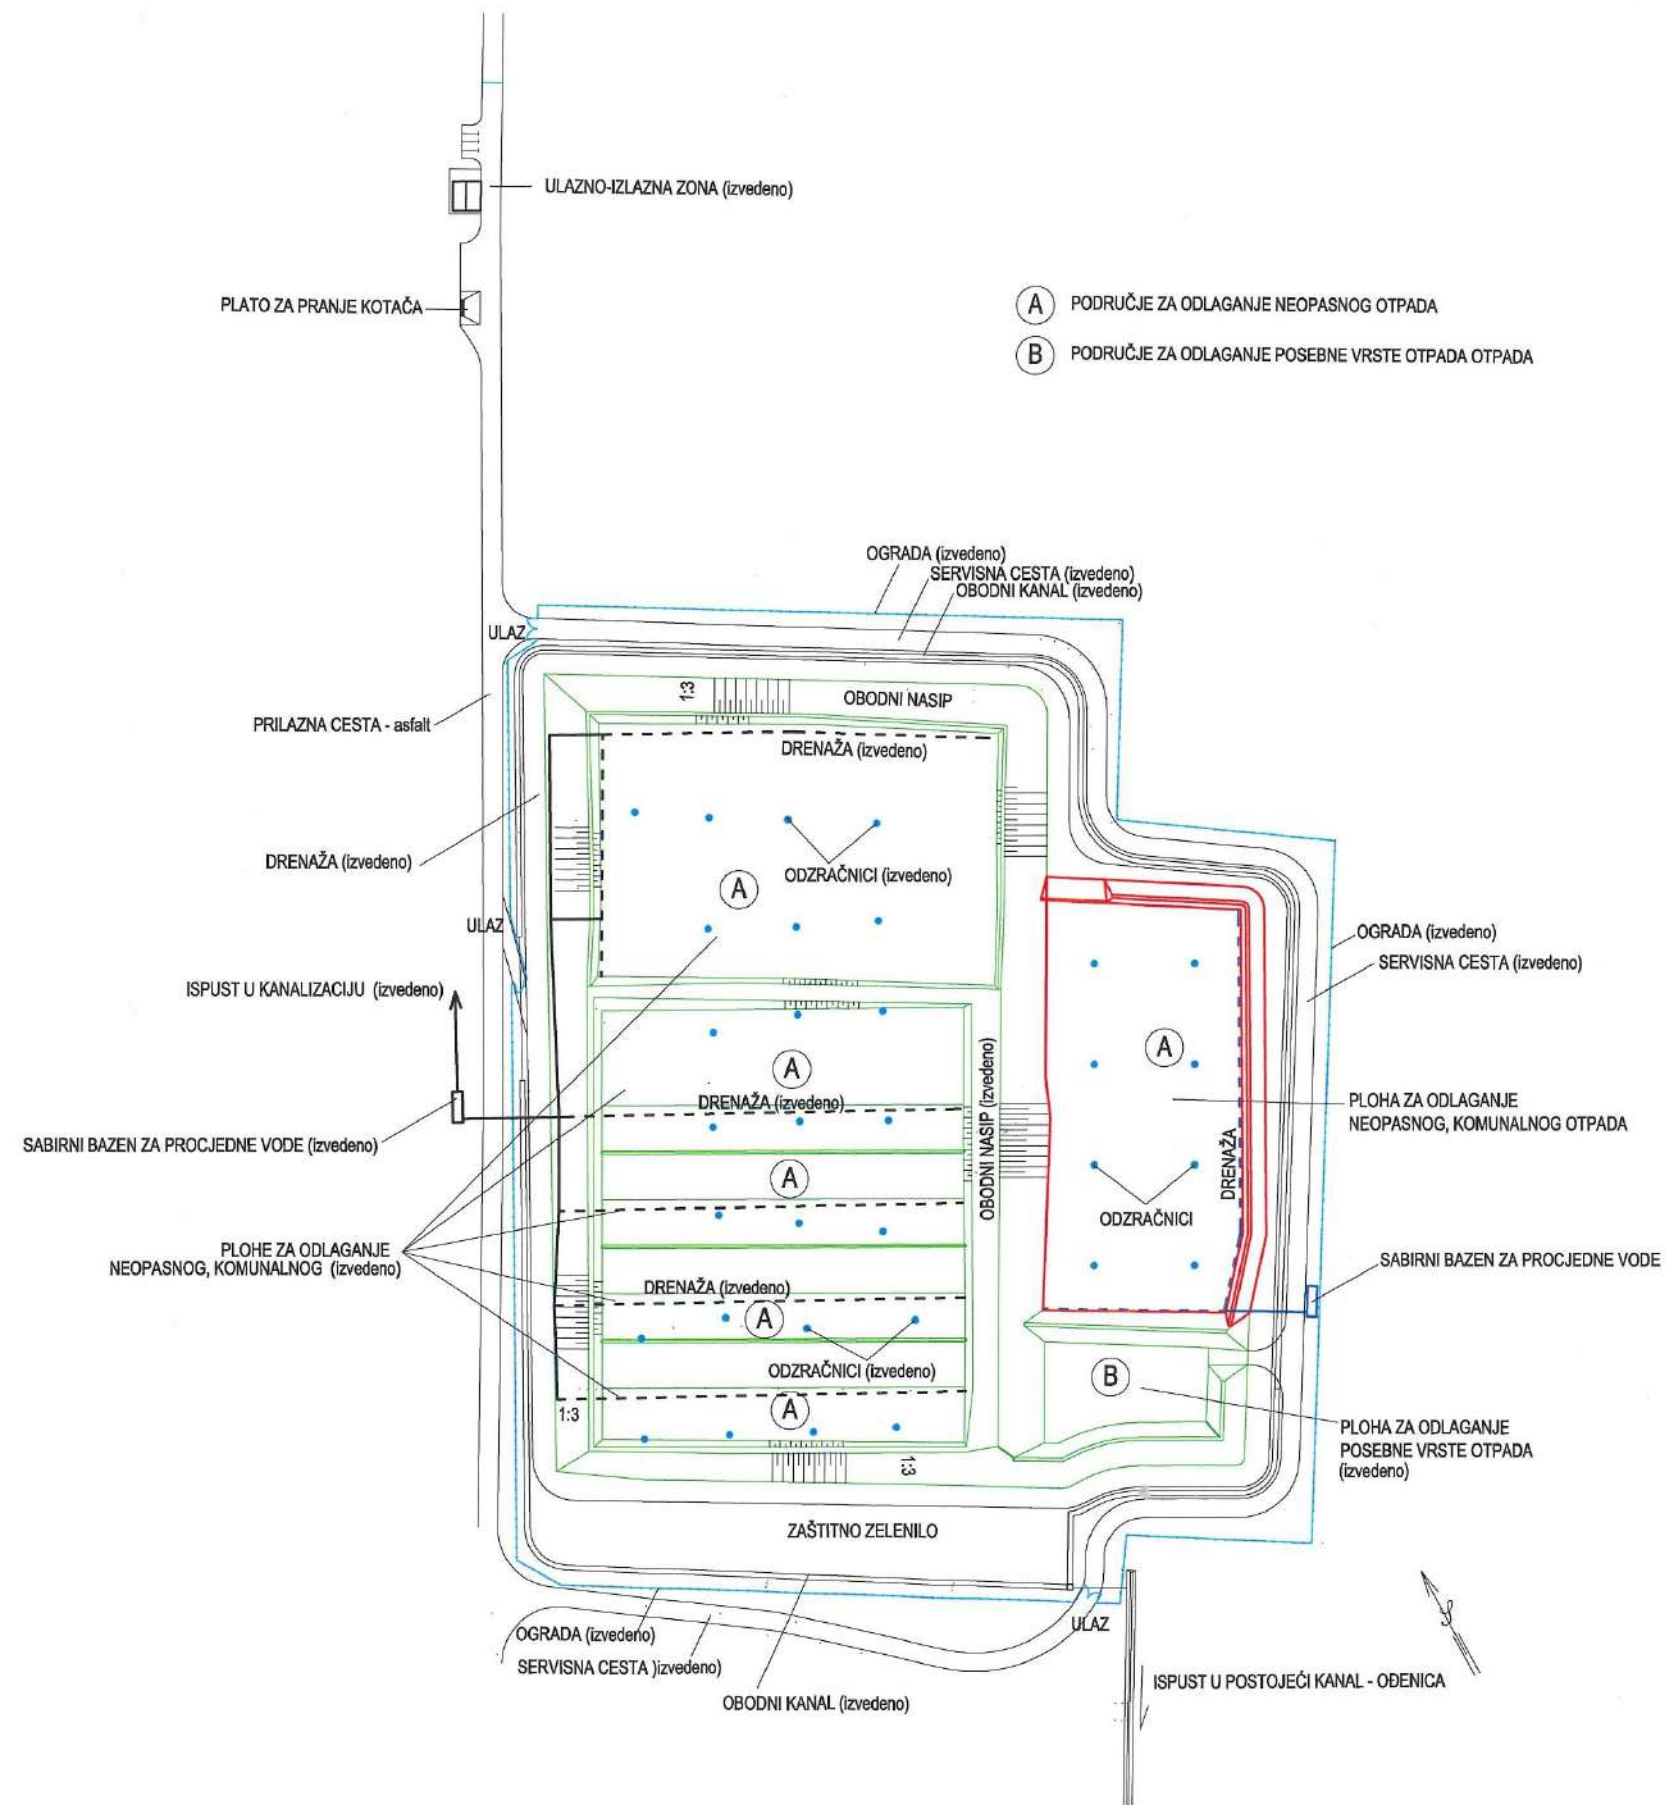 ULAZNO-IZLAZNA ZONA (izvedeno)
PLATO ZA PRANJE KOTAČA
A PODRUČJE ZA ODLAGANJE NEOPASNOG OTPADA
B PODRUČJE ZA ODLAGANJE POSEBNE VRSTE OTPADA OTPADA
OGRADA (izvedeno)
SERVISNA CESTA (izvedeno)
OBODNI KANAL (izvedeno)
ULAZ
1:3
OBODNI NASIP
PRILAZNA CESTA - asfalt
DRENAŽA (izvedeno)
DRENAŽA (izvedeno)
ODZRAČNICI (izvedeno)
A
ULAZ
OGRADA (izvedeno)
SERVISNA CESTA (izvedeno)
ISPUST U KANALIZACIJU (izvedeno)
A
A
OBODNI NASIP (izvedeno)
DRENAŽA (izvedeno)
PLOHA ZA ODLAGANJE
NEOPASNOG, KOMUNALNOG OTPADA
SABIRNI BAZEN ZA PROCJEDNE VODE (izvedeno)
A
DRENAŽA
ODZRAČNICI
PLOHE ZA ODLAGANJE
NEOPASNOG, KOMUNALNOG (izvedeno)
SABIRNI BAZEN ZA PROCJEDNE VODE
DRENAŽA (izvedeno)
A
ODZRAČNICI (izvedeno)
B
1:3
A
PLOHA ZA ODLAGANJE
POSEBNE VRSTE OTPADA
(izvedeno)
1:3
ZAŠTITNO ZELENILO
ULAZ
OGRADA (izvedeno)
SERVISNA CESTA )izvedeno)
OBODNI KANAL (izvedeno)
ISPUST U POSTOJEĆI KANAL - OĐENICA
S